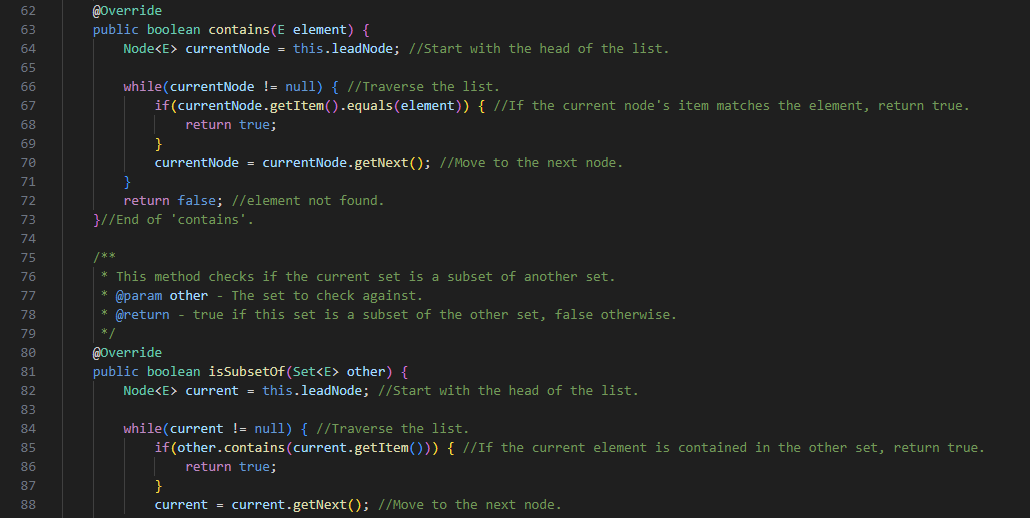 62 @Override
63 public boolean contains(E element) {
64 Node<E> currentNode = this.leadNode; //Start with the head of the list.
65
66 while(currentNode != null) { //Traverse the list.
67 if(currentNode.getItem().equals(element)) { //If the current node's item matches the element, return true.
68 return true;
69 }
70 currentNode = currentNode.getNext(); //Move to the next node.
71 }
72 return false; //element not found.
73 }//End of 'contains'.
74
75 /**
76 * This method checks if the current set is a subset of another set.
77 * @param other - The set to check against.
78 * @return - true if this set is a subset of the other set, false otherwise.
79 */
80 @Override
81 public boolean isSubsetOf(Set<E> other) {
82 Node<E> current = this.leadNode; //Start with the head of the list.
83
84 while(current != null) { //Traverse the list.
85 if(other.contains(current.getItem())) { //If the current element is contained in the other set, return true.
86 return true;
87 }
88 current = current.getNext(); //Move to the next node.